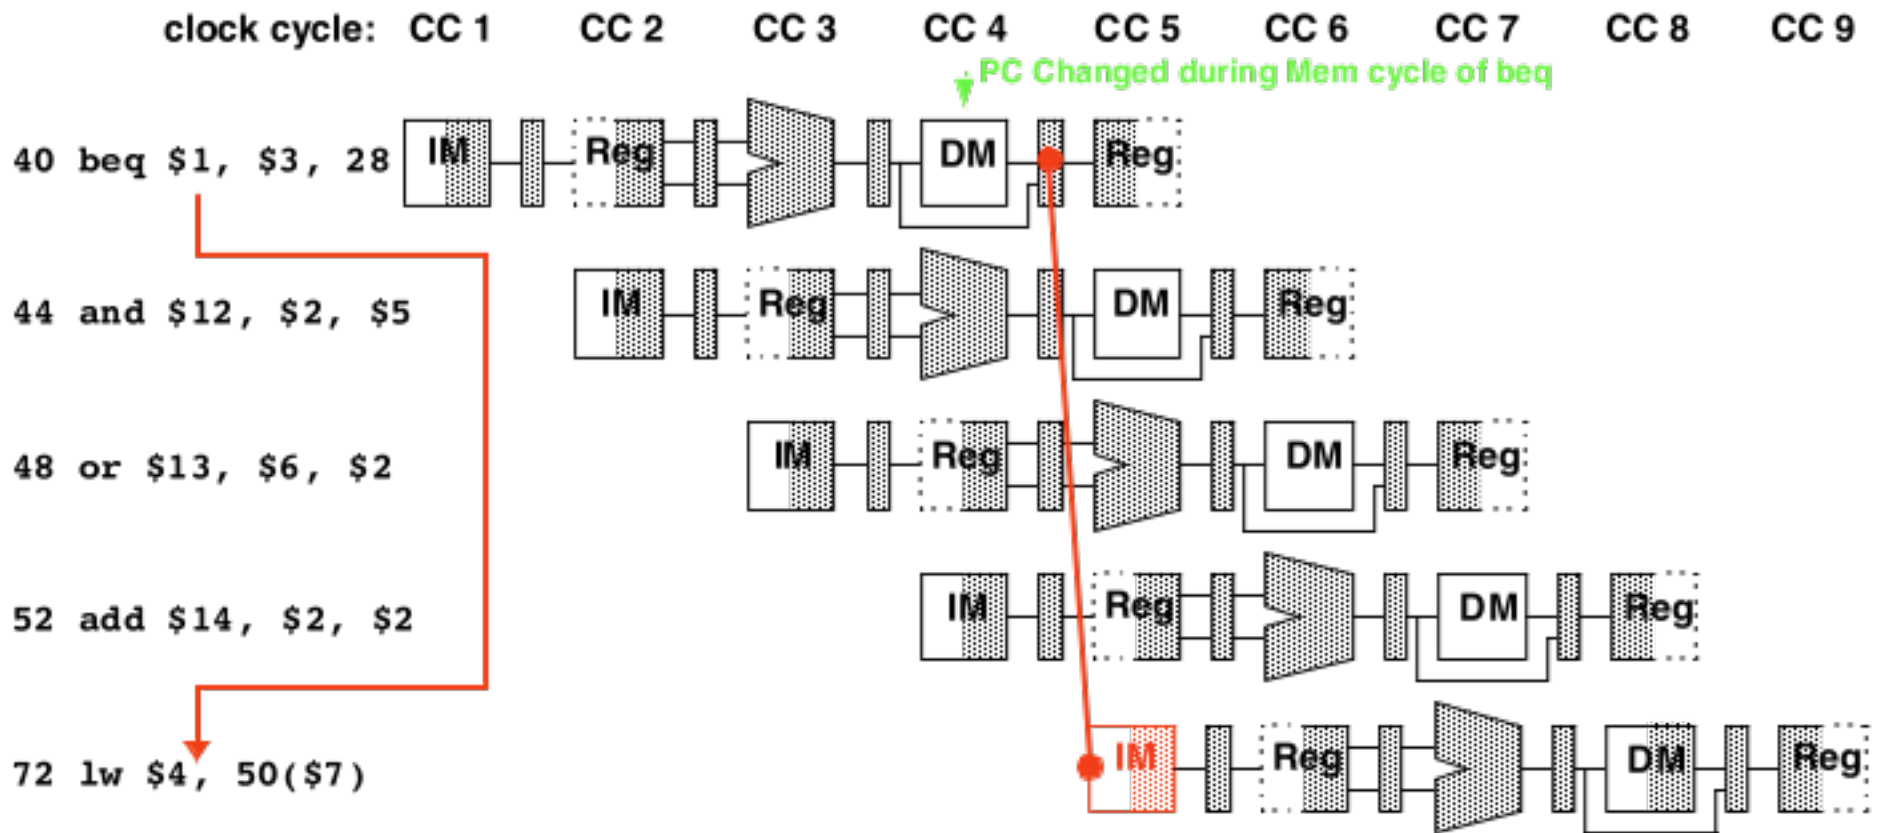 clock cycle: CC 1 CC 2 CC 3 CC 4 CC 5 CC 6 CC 7 CC 8 CC 9
PC Changed during Mem cycle of beq
40 beq $1, $3, 28 IM Reg DM Reg
44 and $12, $2, $5 IM Reg DM Reg
48 or $13, $6, $2 IM Reg DM Reg
52 add $14, $2, $2 IM Reg DM Reg
72 lw $4, 50($7) IM Reg DM Reg